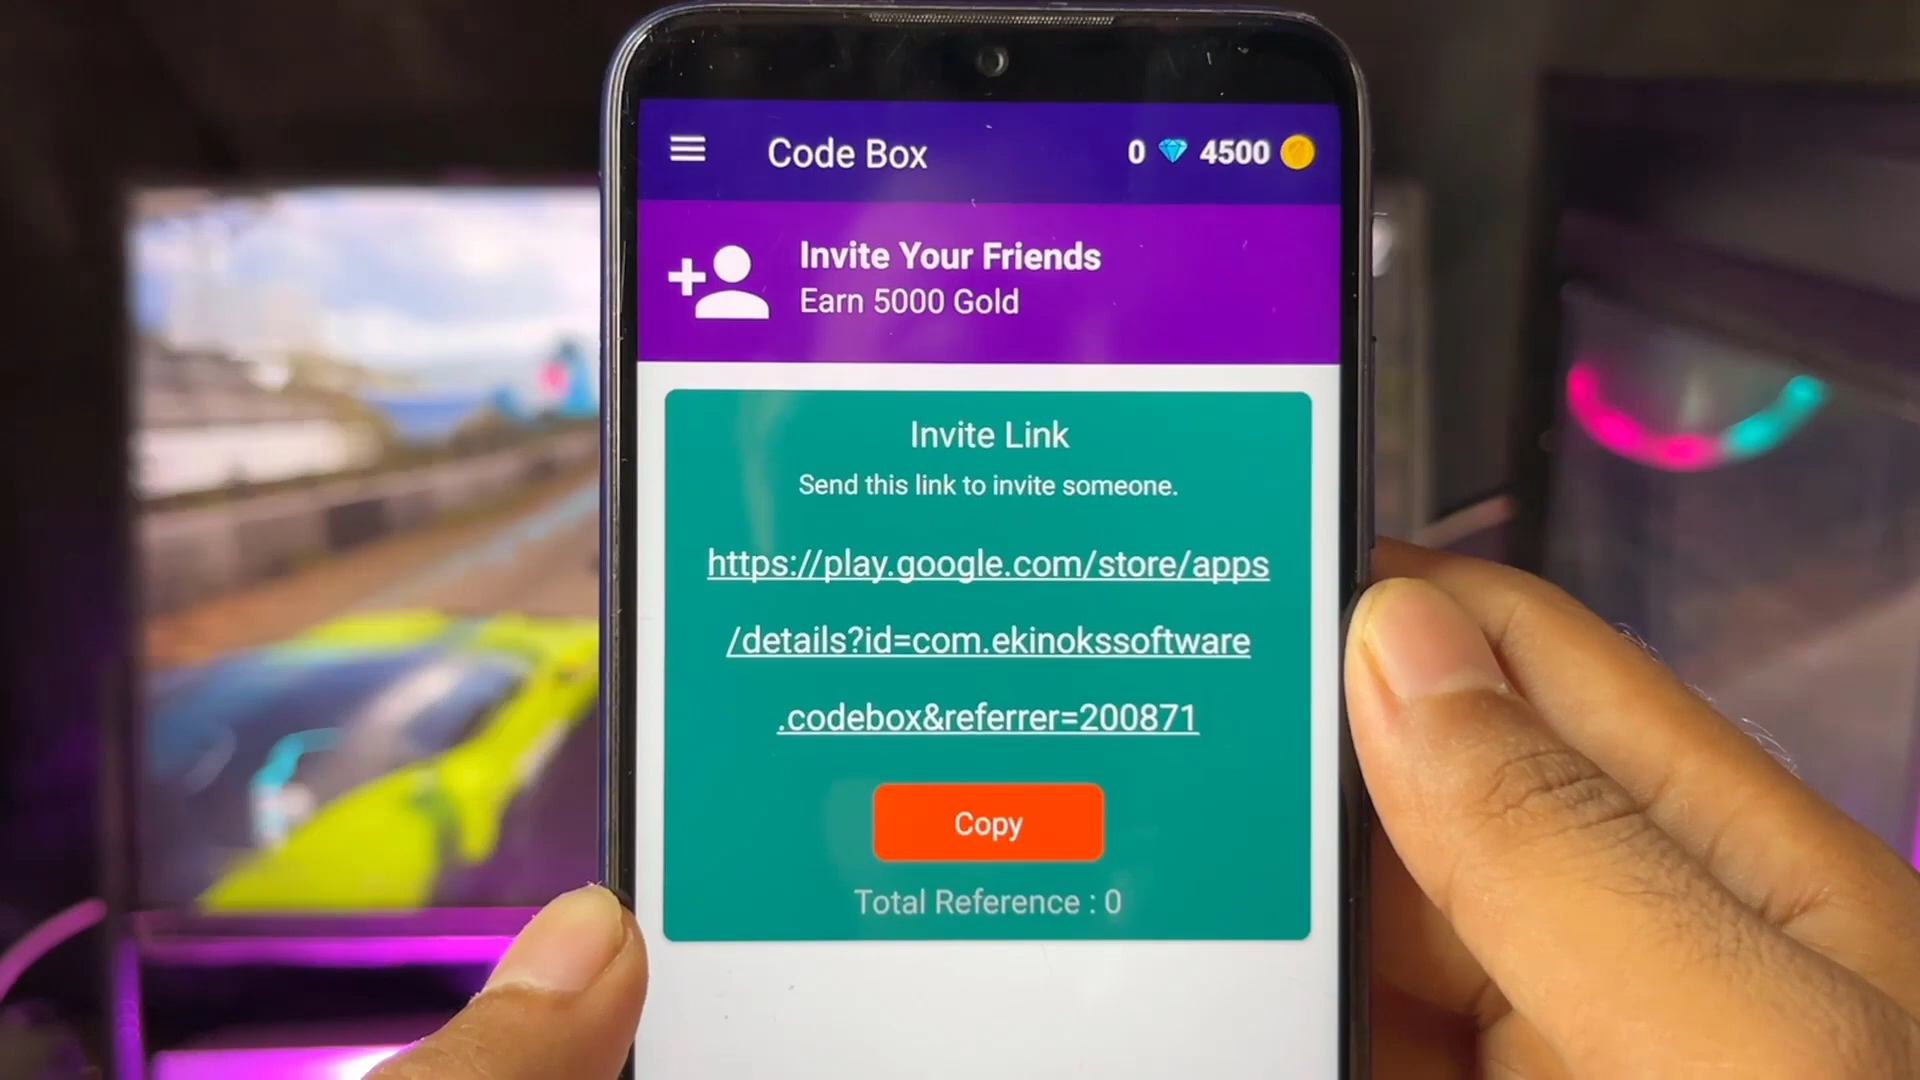 Code Box
0 4500
Invite Your Friends
Earn 5000 Gold
Invite Link
Send this link to invite someone.
https://play.google.com/store/apps
/details?id=com.ekinokssoftware
.codebox&referrer=200871
Copy
Total Reference : 0